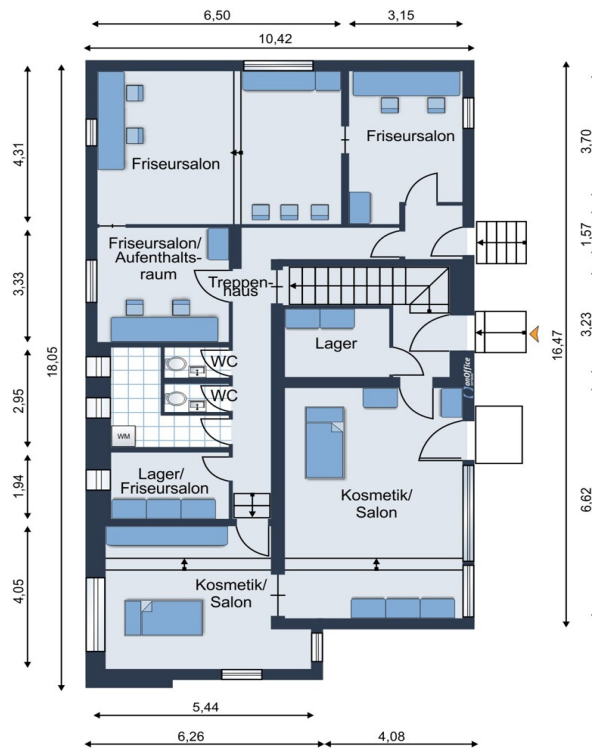 6,50
3,15
10,42
Friseursalon
Friseursalon
4,31
3,70
1,57
Friseursalon/
Aufenthalts-
raum
Treppen-
haus
3,33
3,23
18,05
16,47
Lager
onOffice
WC
WC
2,95
WM
Lager/
Friseursalon
1,94
Kosmetik/
Salon
6,62
Kosmetik/
Salon
4,05
5,44
6,26
4,08